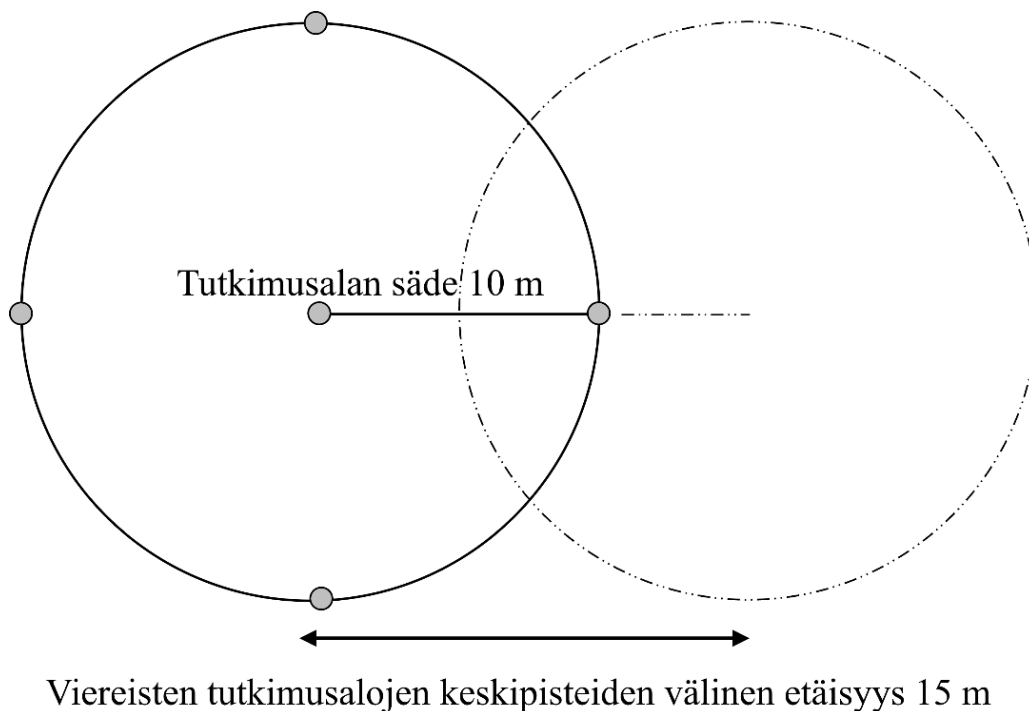 Tutkimusalan säde 10 m
Viereisten tutkimusalojen keskipisteiden välinen etäisyys 15 m